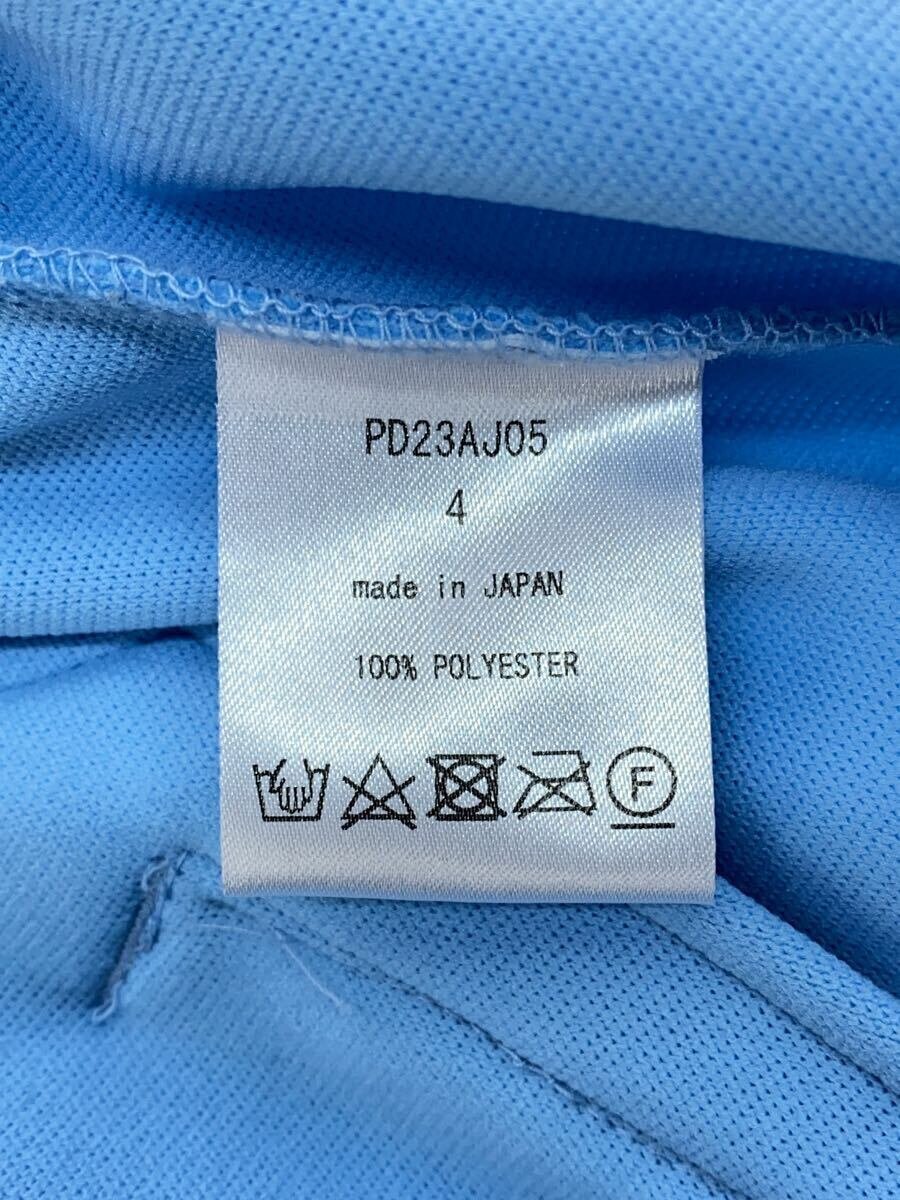 PD23AJ05
4
made in JAPAN
100% POLYESTER
F